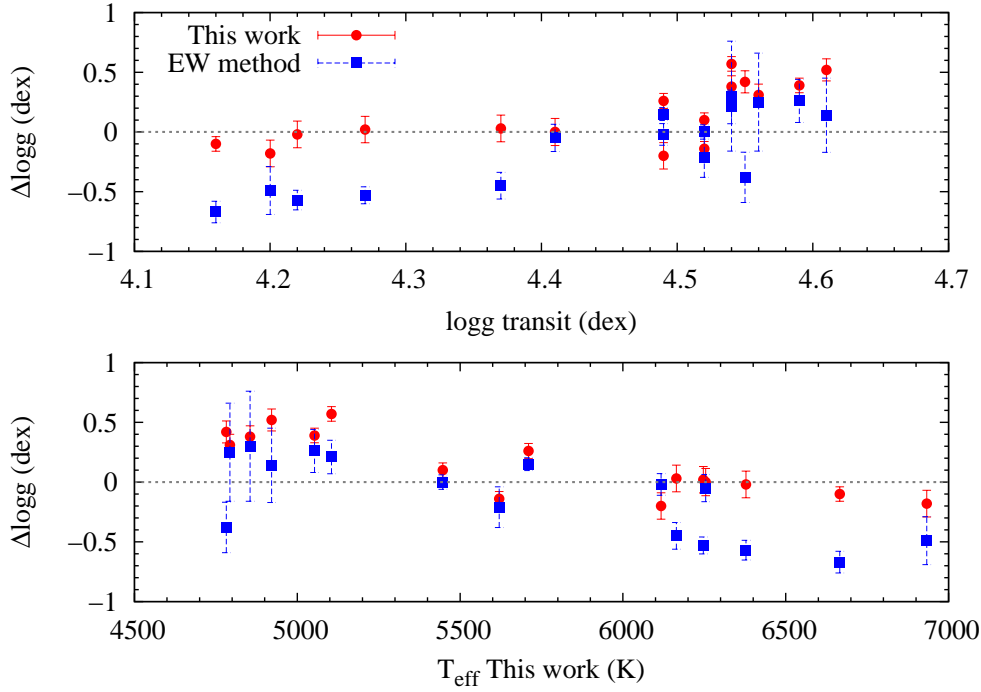 This work
EW method
Δlogg (dex)
1
0.5
0
−0.5
−1
4.1 4.2 4.3 4.4 4.5 4.6 4.7
logg transit (dex)
Δlogg (dex)
1
0.5
0
−0.5
−1
4500 5000 5500 6000 6500 7000
T_eff This work (K)